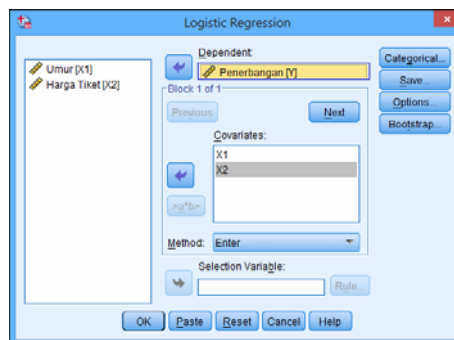 Logistic Regression
Umur [X1]
Harga Tiket [X2]
Dependent:
Penerbangan [Y]
Block 1 of 1
Previous
Next
Covariates:
X1
X2
>a*b>
Method:
Enter
Selection Variable:
Rule...
Categorical...
Save...
Options...
Bootstrap...
OK
Paste
Reset
Cancel
Help